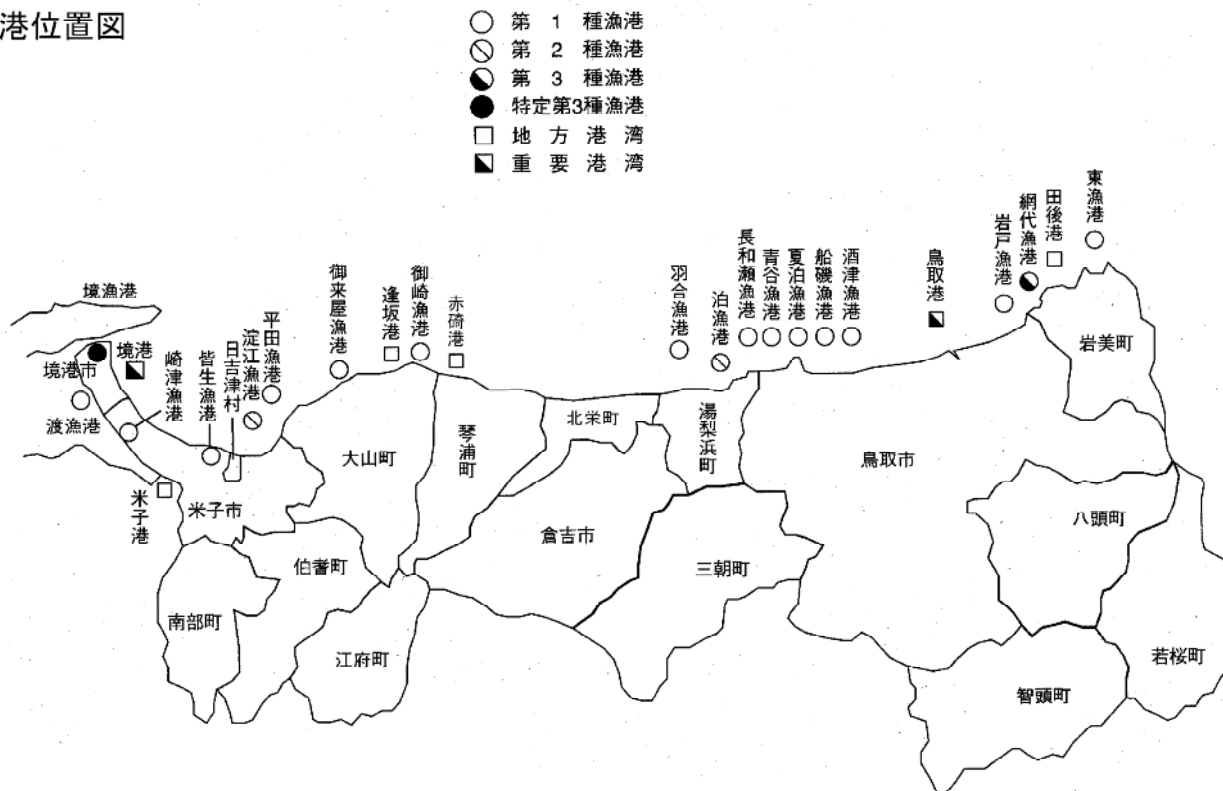 港位置図
第1種漁港
第2種漁港
第3種漁港
特定第3種漁港
地方港湾
重要港湾
東漁港
田後港
網代漁港
岩戸漁港
鳥取港
酒津漁港
船磯漁港
夏泊漁港
青谷漁港
長和瀬漁港
泊漁港
羽合漁港
赤碕港
御崎漁港
逢坂港
御来屋漁港
平田漁港
淀江漁港
日吉津村
皆生漁港
崎津漁港
境港
境漁港
境港市
渡漁港
米子港
米子市
大山町
琴浦町
北栄町
湯梨浜町
鳥取市
岩美町
八頭町
倉吉市
三朝町
伯耆町
南部町
江府町
智頭町
若桜町